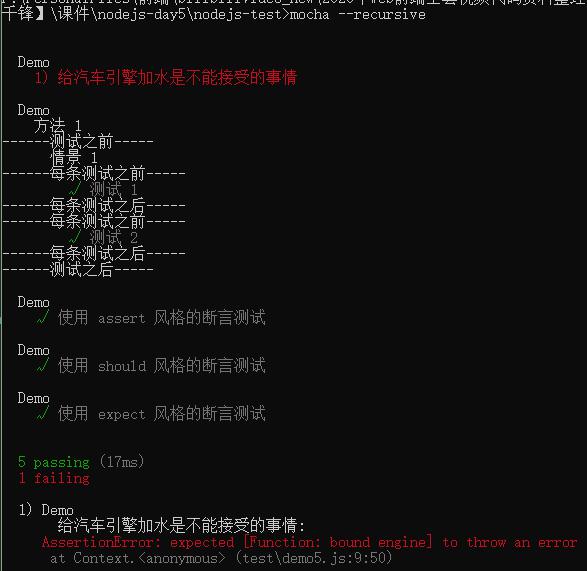 千锋】\课件\nodejs-day5\nodejs-test>mocha --recursive
Demo
1) 给汽车引擎加水是不能接受的事情
Demo
方法 1
------测试之前-----
情景 1
------每条测试之前-----
√ 测试 1
------每条测试之后-----
------每条测试之前-----
√ 测试 2
------每条测试之后-----
------测试之后-----
Demo
√ 使用 assert 风格的断言测试
Demo
√ 使用 should 风格的断言测试
Demo
√ 使用 expect 风格的断言测试
5 passing (17ms)
1 failing
1) Demo
给汽车引擎加水是不能接受的事情:
AssertionError: expected [Function: bound engine] to throw an error
at Context.<anonymous> (test\demo5.js:9:50)